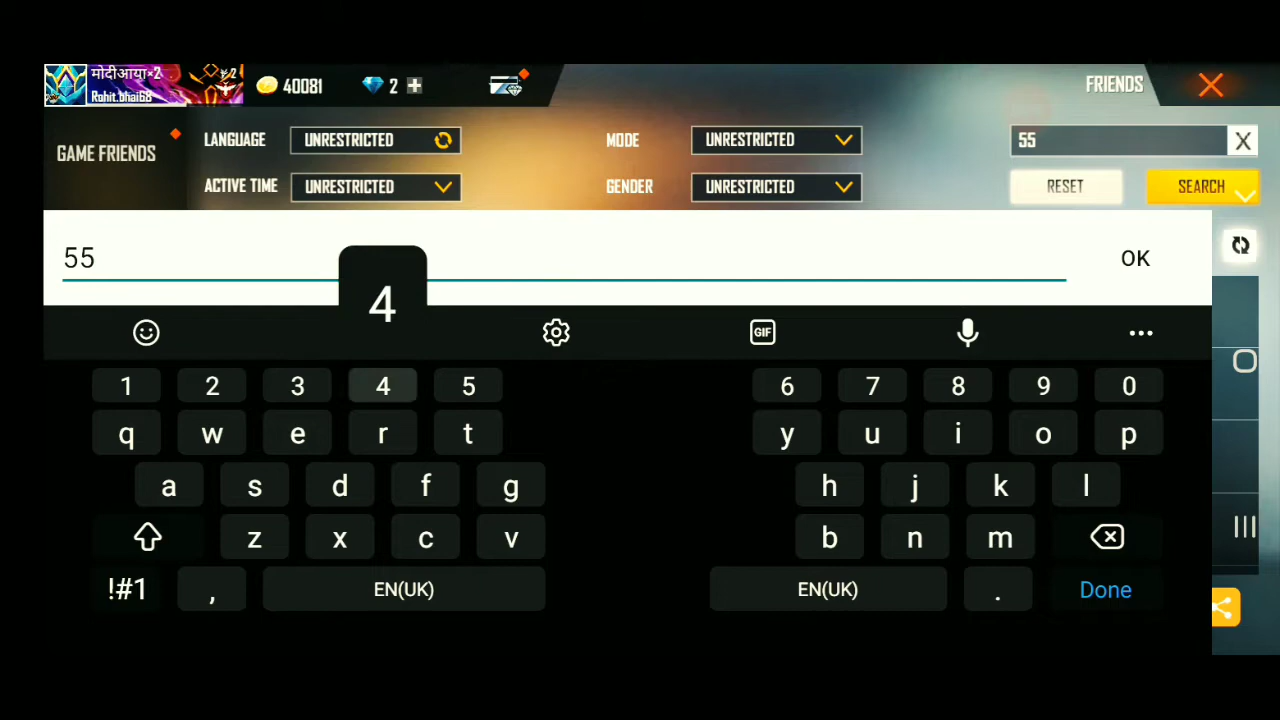 मोदीआया×2
Rohit.bhai68
×2
40081
2
FRIENDS
GAME FRIENDS
LANGUAGE
UNRESTRICTED
MODE
UNRESTRICTED
55
X
ACTIVE TIME
UNRESTRICTED
GENDER
UNRESTRICTED
RESET
SEARCH
55
OK
4
GIF
1 2 3 4 5 6 7 8 9 0
q w e r t y u i o p
a s d f g h j k l
z x c v b n m
!#1 , EN(UK) EN(UK) . Done